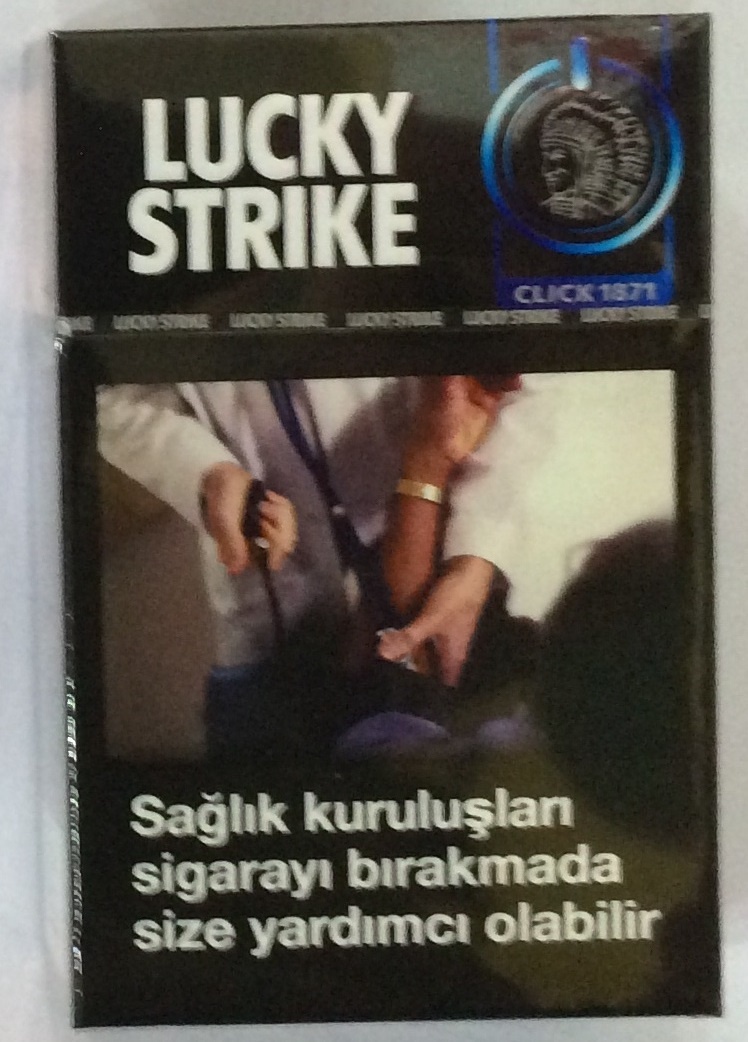 LUCKY
STRIKE
CLICK 1871
LUCKY STRIKE LUCKY STRIKE LUCKY STRIKE LUCKY STRIKE LUCKY STRIKE
Sağlık kuruluşları
sigarayı bırakmada
size yardımcı olabilir